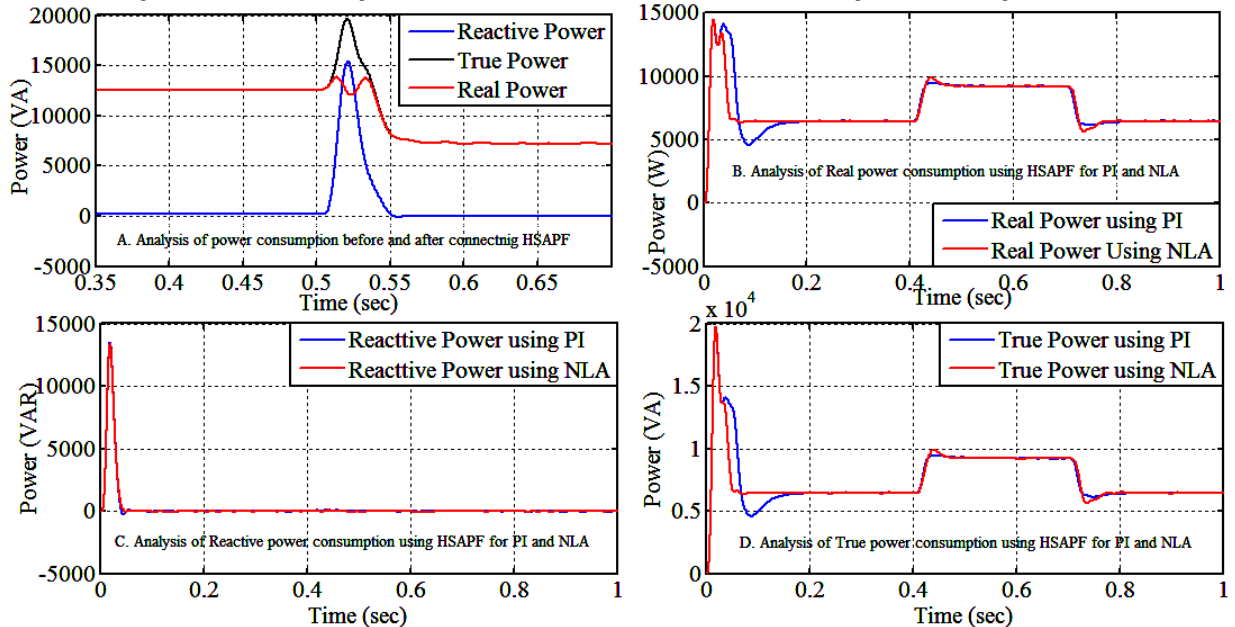 20000
15000
10000
5000
0
-5000
Power (VA)
Reactive Power
True Power
Real Power
A. Analysis of power consumption before and after connectnig HSAPF
0.35 0.4 0.45 0.5 0.55 0.6 0.65
Time (sec)
15000
10000
5000
0
-5000
Power (W)
B. Analysis of Real power consumption using HSAPF for PI and NLA
Real Power using PI
Real Power Using NLA
0 0.2 0.4 0.6 0.8 1
Time (sec)
15000
10000
5000
0
-5000
Power (VAR)
Reacttive Power using PI
Reacttive Power using NLA
C. Analysis of Reactive power consumption using HSAPF for PI and NLA
0 0.2 0.4 0.6 0.8 1
Time (sec)
x 10^4
2
1.5
1
0.5
0
Power (VA)
True Power using PI
True Power using NLA
D. Analysis of True power consumption using HSAPF for PI and NLA
0 0.2 0.4 0.6 0.8 1
Time (sec)